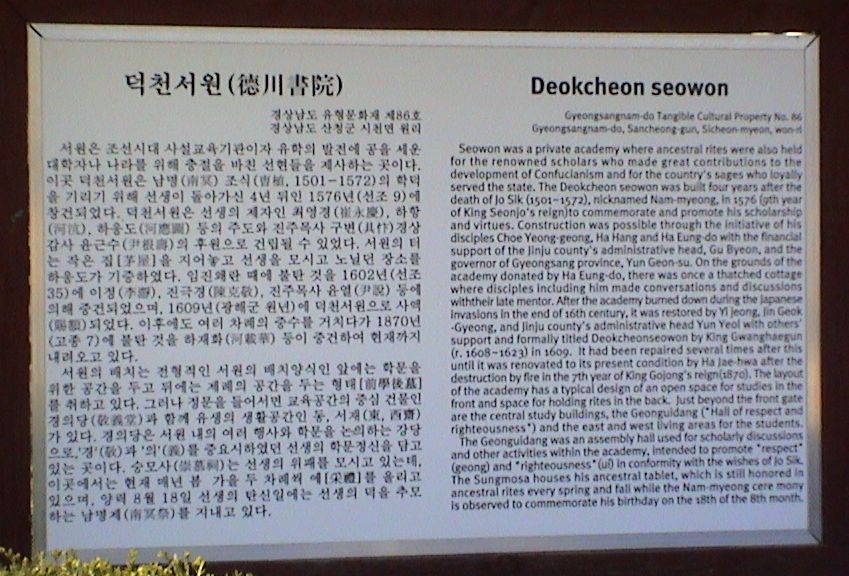 덕천서원(德川書院)
경상남도 유형문화재 제86호
경상남도 산청군 시천면 원리
서원은 조선시대 사설교육기관이자 유학의 발전에 공을 세운
대학자나 나라를 위해 충절을 바친 선현들을 제사하는 곳이다.
이곳 덕천서원은 남명(南冥) 조식(曺植, 1501-1572)의 학덕
을 기리기 위해 선생이 돌아가신 4년 뒤인 1576년(선조 9)에
창건되었다. 덕천서원은 선생의 제자인 최영경(崔永慶), 하항
(河沆), 하응도(河應圖) 등의 주도와 진주목사 구변(具忭)경상
감사 윤근수(尹根壽)의 후원으로 건립될 수 있었다. 서원의 터
는 작은 집[茅屋]을 지어놓고 선생을 모시고 노닐던 장소를
하응도가 기증하였다. 임진왜란 때에 불탄 것을 1602년(선조
35)에 이정(李瀞), 진극경(陳克敬), 진주목사 윤열(尹說) 등에
의해 중건되었으며, 1609년(광해군 원년)에 덕천서원으로 사액
(賜額)되었다. 이후에도 여러 차례의 중수를 거치다가 1870년
(고종 7)에 불탄 것을 하재화(河載華) 등이 중건하여 현재까지
내려오고 있다.
서원의 배치는 전형적인 서원의 배치양식인 앞에는 학문을
위한 공간을 두고 뒤에는 제례의 공간을 두는 형태[前學後墓]
를 취하고 있다. 그러나 정문을 들어서면 교육공간의 중심 건물인
경의당(敬義堂)과 함께 유생의 생활공간인 동, 서재(東, 西齋)
가 있다. 경의당은 서원 내의 여러 행사와 학문을 논의하는 강당
으로,'경'(敬)과 '의'(義)를 중요시하였던 선생의 학문정신을 담고
있는 곳이다. 숭모사(崇慕祠)는 선생의 위패를 모시고 있는데,
이곳에서는 현재 매년 봄 가을 두 차례씩 예[采禮]를 올리고
있으며, 양력 8월 18일 선생의 탄신일에는 선생의 덕을 추모
하는 남명제(南冥祭)를 지내고 있다.
Deokcheon seowon
Gyeongsangnam-do Tangible Cultural Property No. 86
Gyeongsangnam-do, Sancheong-gun, Sicheon-myeon, won-ri
Seowon was a private academy where ancestral rites were also held
for the renowned scholars who made great contributions to the
development of Confucianism and for the country's sages who loyally
served the state. The Deokcheon seowon was built four years after the
death of Jo Sik (1501~1572), nicknamed Nam-myeong, in 1576 (9th year
of King Seonjo's reign)to commemorate and promote his scholarship
and virtues. Construction was possible through the initiative of his
disciples Choe Yeong-geong, Ha Hang and Ha Eung-do with the financial
support of the Jinju county's administrative head, Gu Byeon, and the
governor of Gyeongsang province, Yun Geon-su. On the grounds of the
academy donated by Ha Eung-do, there was once a thatched cottage
where disciples including him made conversations and discussions
withtheir late mentor. After the academy burned down during the Japanese
invasions in the end of 16th century, it was restored by Yi Jeong, Jin Geok
-Gyeong, and Jinju county's administrative head Yun Yeol with others'
support and formally titled Deokcheonseowon by King Gwanghaegun
(r. 1608~1623) in 1609. It had been repaired several times after this
until it was renovated to its present condition by Ha Jae-hwa after the
destruction by fire in the 7th year of King Gojong's reign(1870). The layout
of the academy has a typical design of an open space for studies in the
front and space for holding rites in the back. Just beyond the front gate
are the central study buildings, the Geonguidang ("Hall of respect and
righteousness") and the east and west living areas for the students.
The Geonguidang was an assembly hall used for scholarly discussions
and other activities within the academy, intended to promote "respect"
(geong) and "righteousness"(ui) in conformity with the wishes of Jo Sik.
The Sungmosa houses his ancestral tablet, which is still honored in
ancestral rites every spring and fall while the Nam-myeong cere mony
is observed to commemorate his birthday on the 18th of the 8th month.